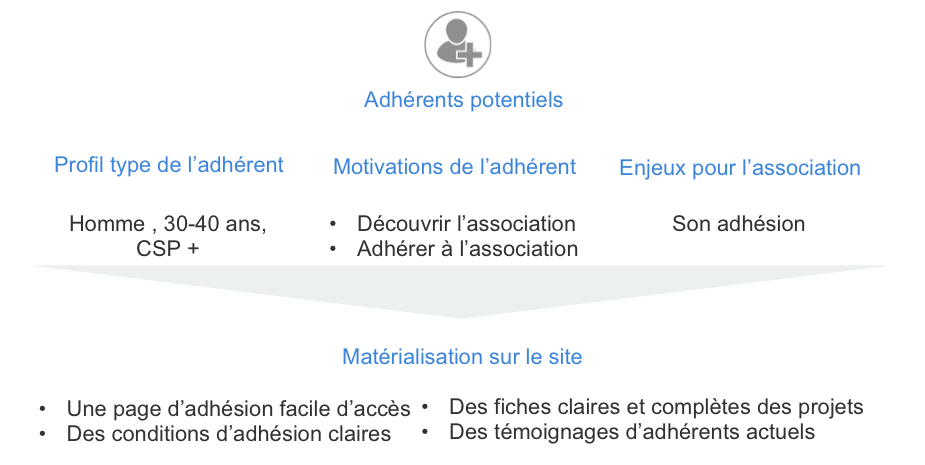 Adhérents potentiels
Profil type de l'adhérent
Homme , 30-40 ans,
CSP +
Motivations de l'adhérent
• Découvrir l'association
• Adhérer à l'association
Enjeux pour l'association
Son adhésion
Matérialisation sur le site
• Une page d'adhésion facile d'accès
• Des conditions d'adhésion claires
• Des fiches claires et complètes des projets
• Des témoignages d'adhérents actuels